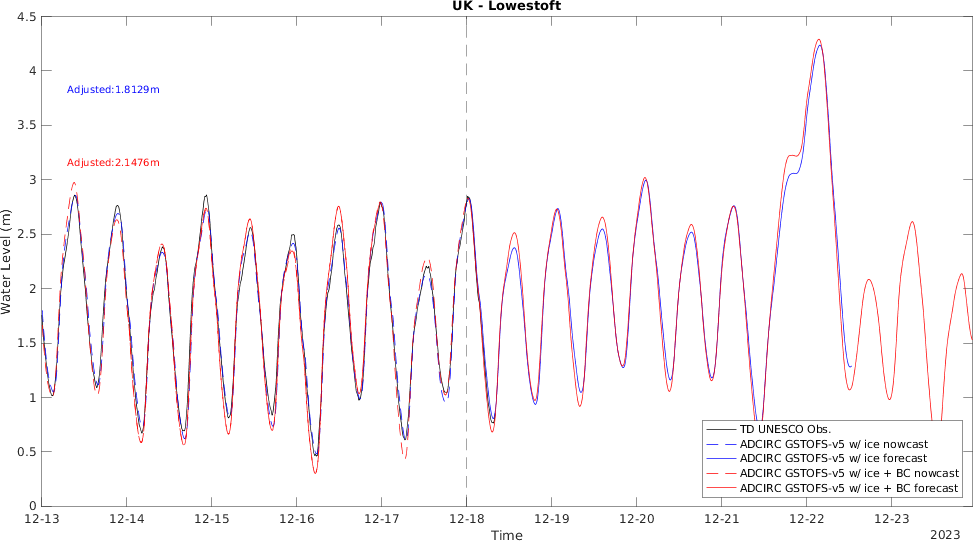 UK - Lowestoft
4.5
4
3.5
3
2.5
2
1.5
1
0.5
0
Water Level (m)
Adjusted:1.8129m
Adjusted:2.1476m
TD UNESCO Obs.
ADCIRC GSTOFS-v5 w/ ice nowcast
ADCIRC GSTOFS-v5 w/ ice forecast
ADCIRC GSTOFS-v5 w/ ice + BC nowcast
ADCIRC GSTOFS-v5 w/ ice + BC forecast
12-13 12-14 12-15 12-16 12-17 12-18 12-19 12-20 12-21 12-22 12-23
Time
2023